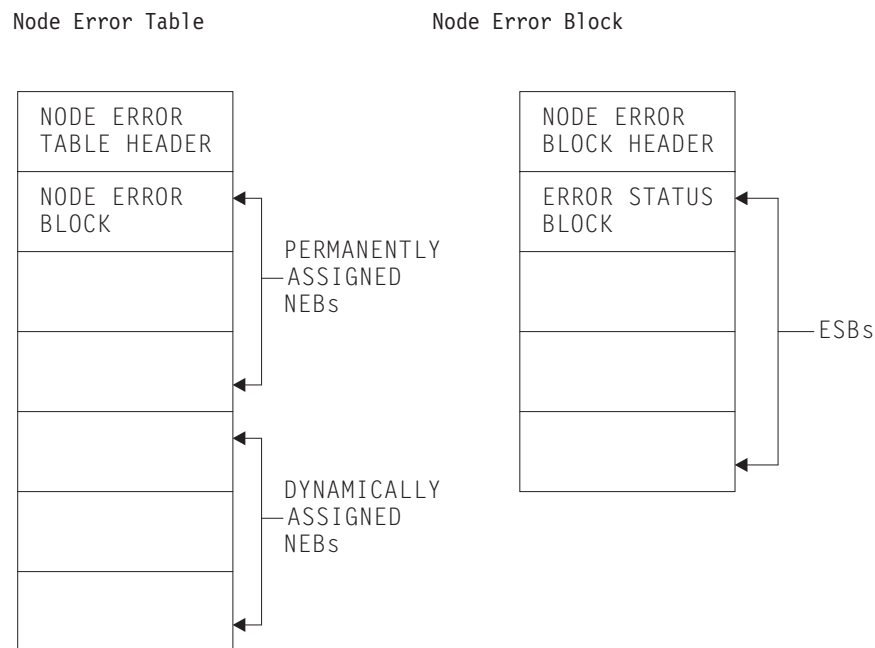 Node Error Table
Node Error Block
NODE ERROR
TABLE HEADER
NODE ERROR
BLOCK
PERMANENTLY
ASSIGNED
NEBs
DYNAMICALLY
ASSIGNED
NEBs
NODE ERROR
BLOCK HEADER
ERROR STATUS
BLOCK
ESBs